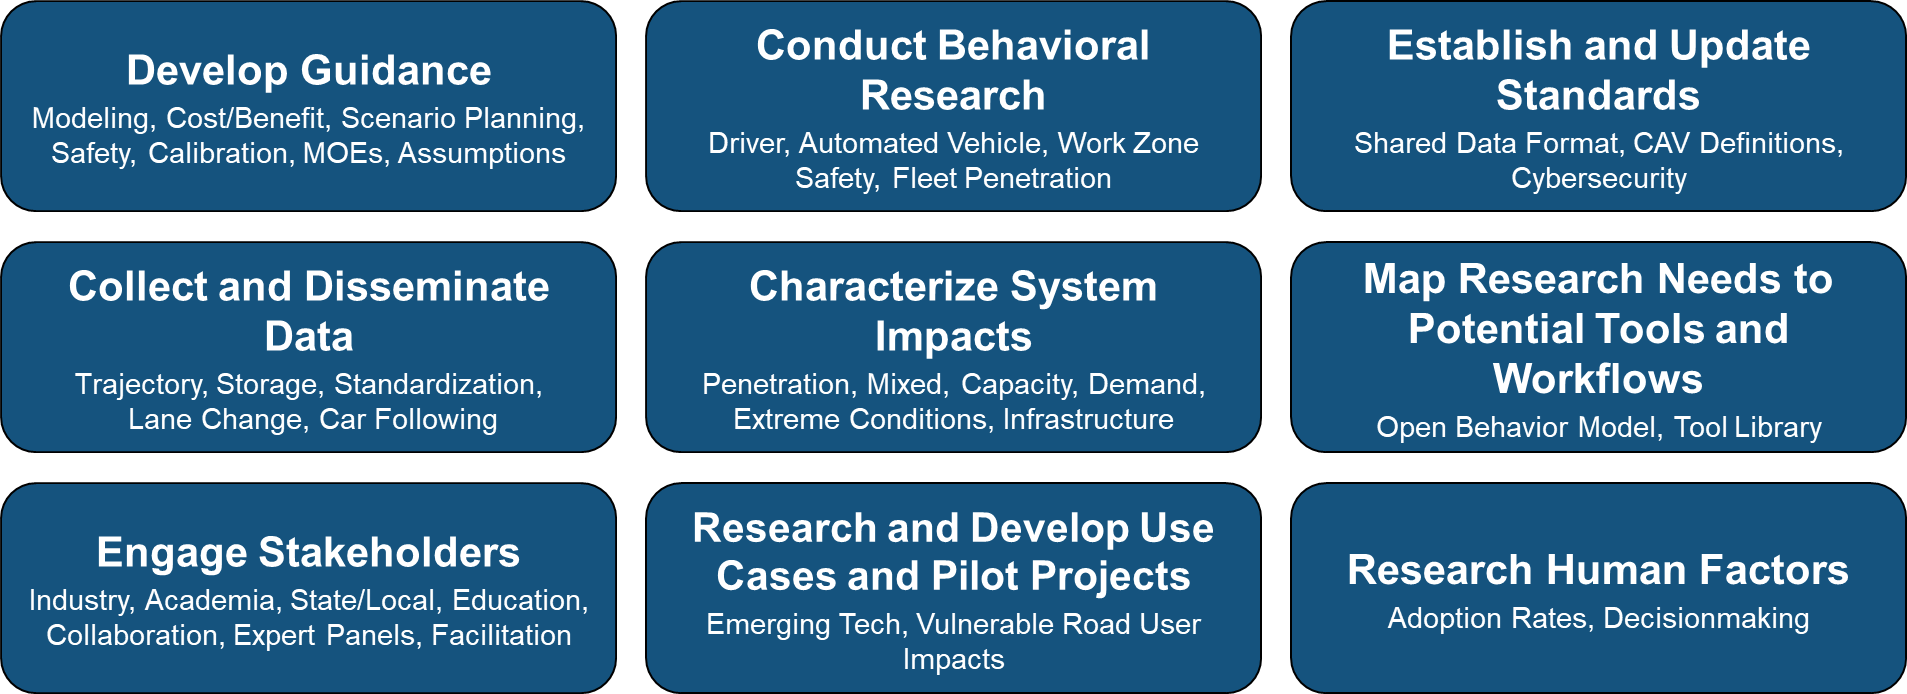 Develop Guidance
Modeling, Cost/Benefit, Scenario Planning,
Safety, Calibration, MOEs, Assumptions
Conduct Behavioral
Research
Driver, Automated Vehicle, Work Zone
Safety, Fleet Penetration
Establish and Update
Standards
Shared Data Format, CAV Definitions,
Cybersecurity
Collect and Disseminate
Data
Trajectory, Storage, Standardization,
Lane Change, Car Following
Characterize System
Impacts
Penetration, Mixed, Capacity, Demand,
Extreme Conditions, Infrastructure
Map Research Needs to
Potential Tools and
Workflows
Open Behavior Model, Tool Library
Engage Stakeholders
Industry, Academia, State/Local, Education,
Collaboration, Expert Panels, Facilitation
Research and Develop Use
Cases and Pilot Projects
Emerging Tech, Vulnerable Road User
Impacts
Research Human Factors
Adoption Rates, Decisionmaking